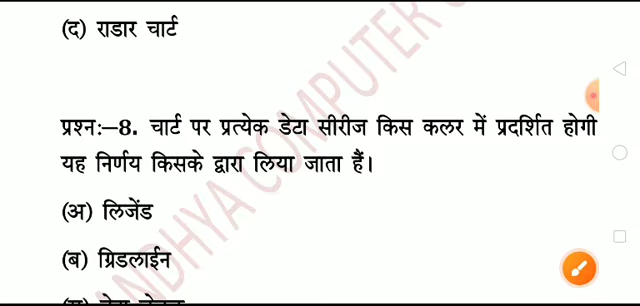 (द) राडार चार्ट
प्रश्नः–8. चार्ट पर प्रत्येक डेटा सीरीज किस कलर में प्रदर्शित होगी
यह निर्णय किसके द्वारा लिया जाता हैं।
(अ) लिजेंड
(ब) ग्रिडलाईन